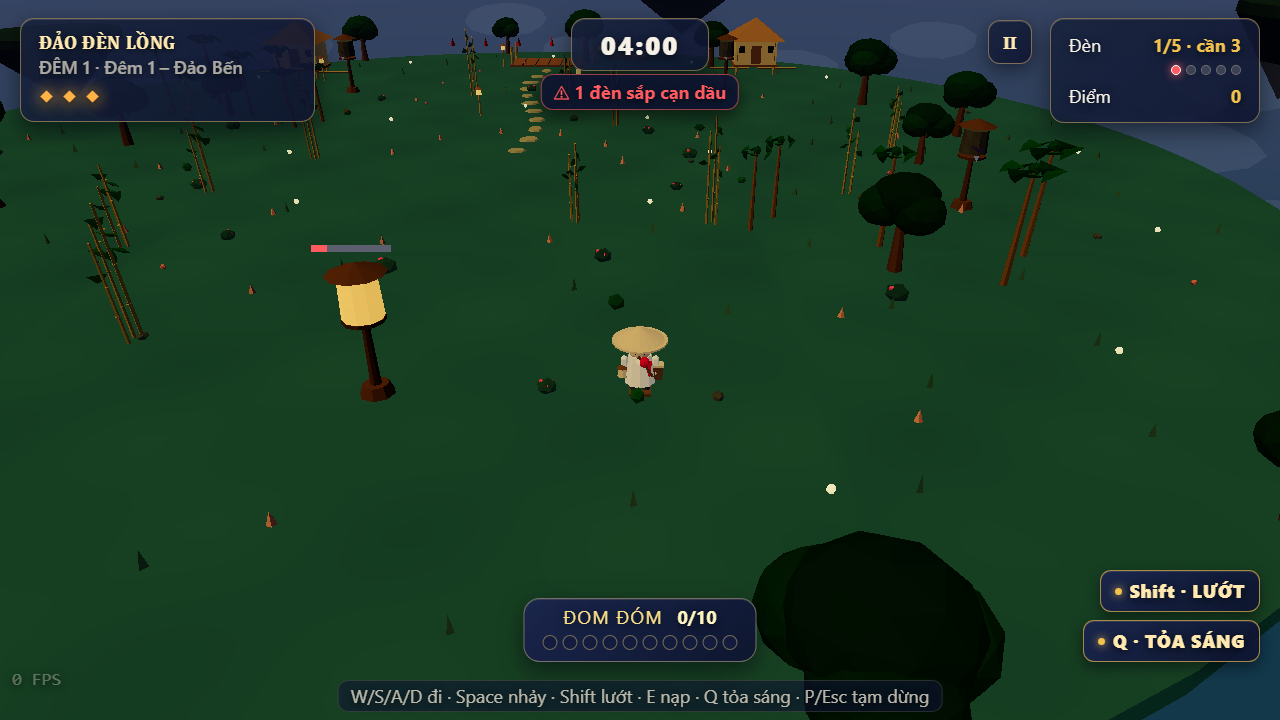 ĐẢO ĐÈN LỒNG
ĐÊM 1 · Đêm 1 – Đảo Bến
04:00
⚠ 1 đèn sắp cạn dầu
II
Đèn 1/5 · cần 3
Điểm 0
ĐOM ĐÓM 0/10
Shift · LƯỚT
Q · TỎA SÁNG
0 FPS
W/S/A/D đi · Space nhảy · Shift lướt · E nạp · Q tỏa sáng · P/Esc tạm dừng